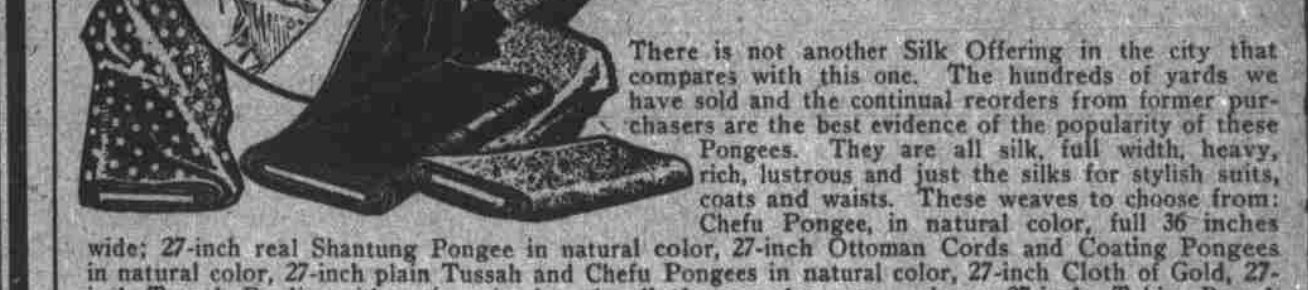 There is not another Silk Offering in the city that
compares with this one. The hundreds of yards we
have sold and the continual reorders from former pur-
chasers are the best evidence of the popularity of these
Pongees. They are all silk, full width, heavy,
rich, lustrous and just the silks for stylish suits,
coats and waists. These weaves to choose from:
Chefu Pongee, in natural color, full 36 inches
wide; 27-inch real Shantung Pongee in natural color, 27-inch Ottoman Cords and Coating Pongees
in natural color, 27-inch plain Tussah and Chefu Pongees in natural color, 27-inch Cloth of Gold, 27-